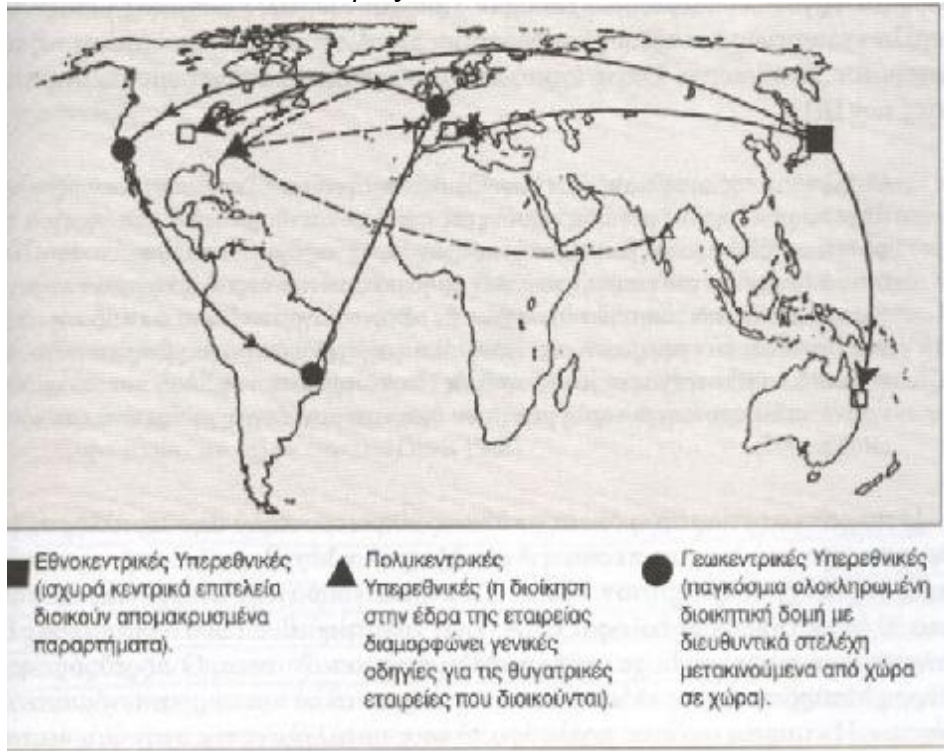 Εθνοκεντρικές Υπερεθνικές
(ισχυρά κεντρικά επιτελεία
διοικούν απομακρυσμένα
παραρτήματα).
Πολυκεντρικές
Υπερεθνικές (η διοίκηση
στην έδρα της εταιρείας
διαμορφώνει γενικές
οδηγίες για τις θυγατρικές
εταιρείες που διοικούνται).
Γεωκεντρικές Υπερεθνικές
(παγκόσμια ολοκληρωμένη
διοικητική δομή με
διευθυντικά στελέχη
μετακινούμενα από χώρα
σε χώρα).